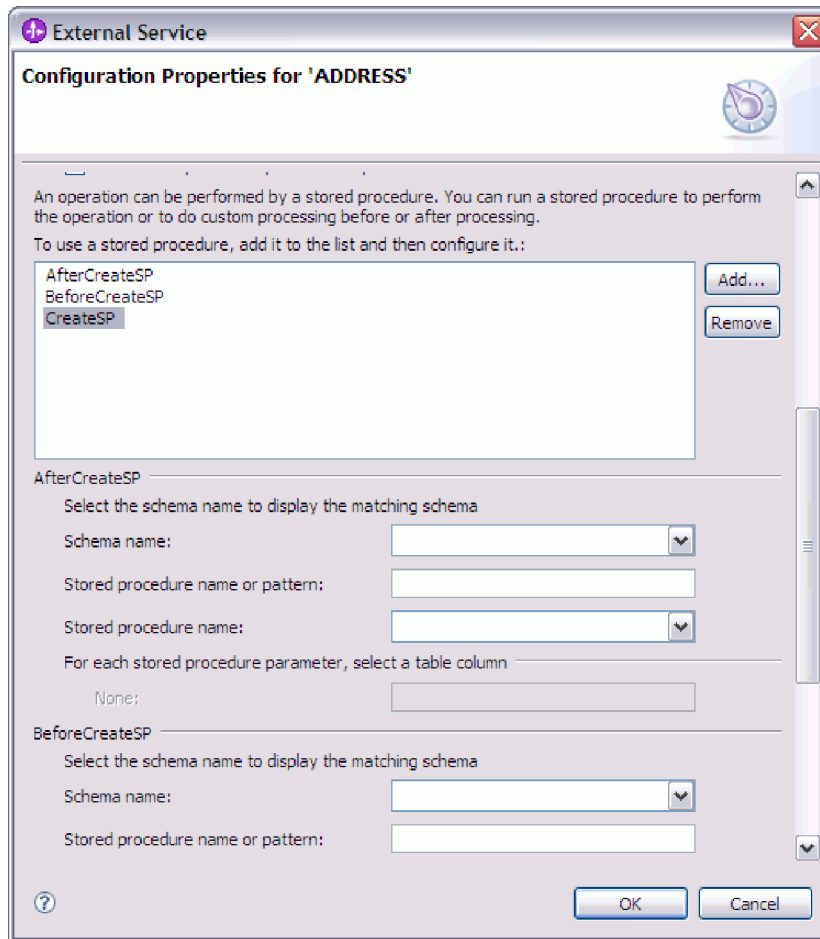 External Service
Configuration Properties for 'ADDRESS'
An operation can be performed by a stored procedure. You can run a stored procedure to perform
the operation or to do custom processing before or after processing.
To use a stored procedure, add it to the list and then configure it.:
AfterCreateSP
BeforeCreateSP
CreateSP
Add...
Remove
AfterCreateSP
Select the schema name to display the matching schema
Schema name:
Stored procedure name or pattern:
Stored procedure name:
For each stored procedure parameter, select a table column
None:
BeforeCreateSP
Select the schema name to display the matching schema
Schema name:
Stored procedure name or pattern:
OK
Cancel